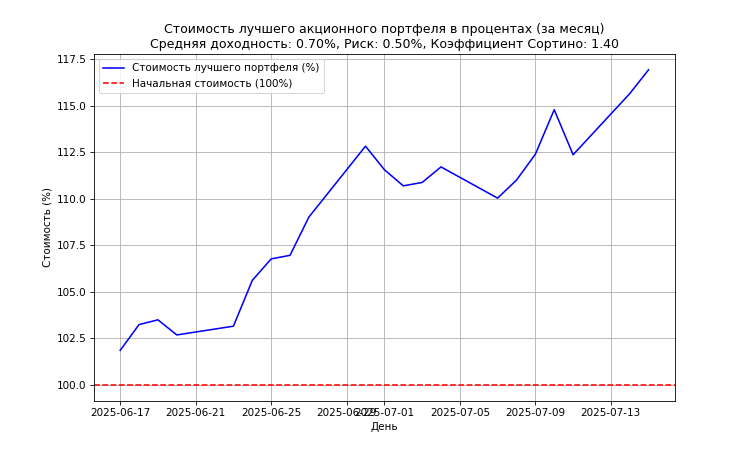 Стоимость лучшего акционного портфеля в процентах (за месяц)
Средняя доходность: 0.70%, Риск: 0.50%, Коэффициент Сортино: 1.40
Стоимость лучшего портфеля (%)
Начальная стоимость (100%)
Стоимость (%)
117.5
115.0
112.5
110.0
107.5
105.0
102.5
100.0
2025-06-17 2025-06-21 2025-06-25 2025-06-29 2025-07-01 2025-07-05 2025-07-09 2025-07-13
День